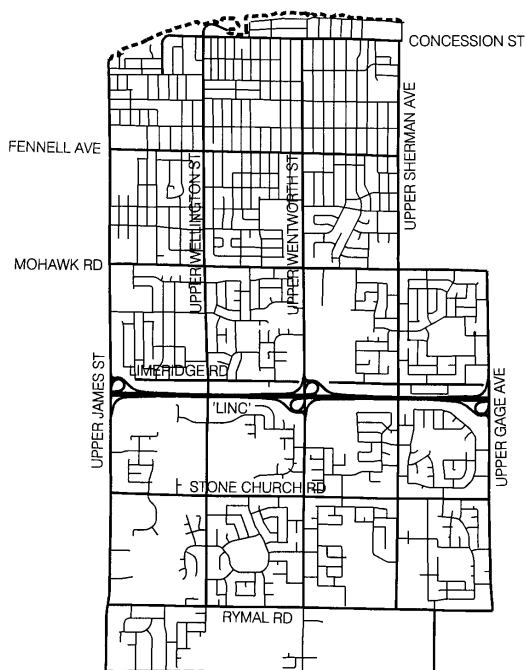 CONCESSION ST
UPPER SHERMAN AVE
FENNELL AVE
UPPER WELLINGTON ST
UPPER WENTWORTH ST
MOHAWK RD
LIMERIDGE RD
UPPER JAMES ST
'LINC'
UPPER GAGE AVE
STONE CHURCH RD
RYMAL RD